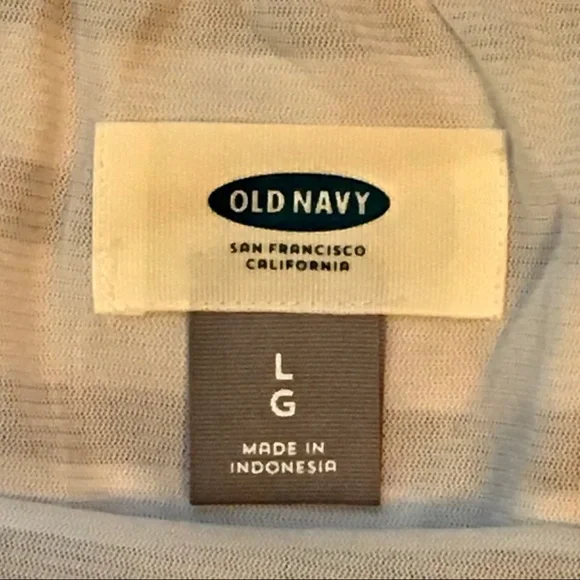 OLD NAVY
SAN FRANCISCO
CALIFORNIA
L
G
MADE IN
INDONESIA